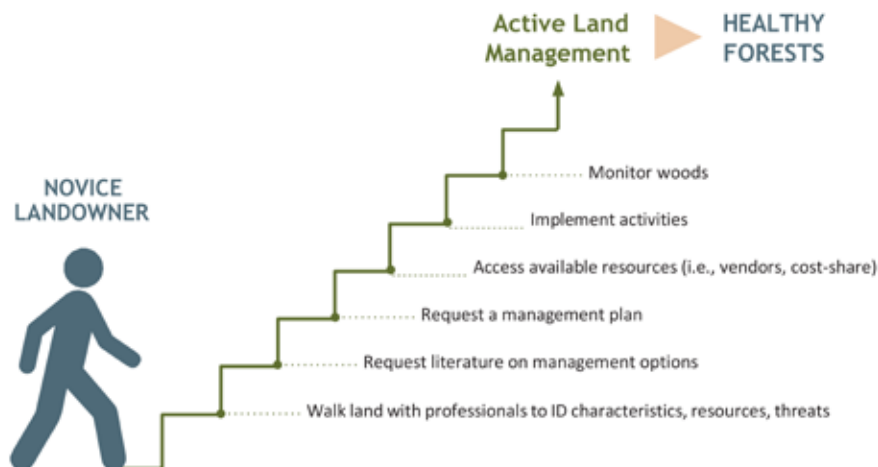 Active Land
Management
HEALTHY
FORESTS
Monitor woods
NOVICE
LANDOWNER
Implement activities
Access available resources (i.e., vendors, cost-share)
Request a management plan
Request literature on management options
Walk land with professionals to ID characteristics, resources, threats